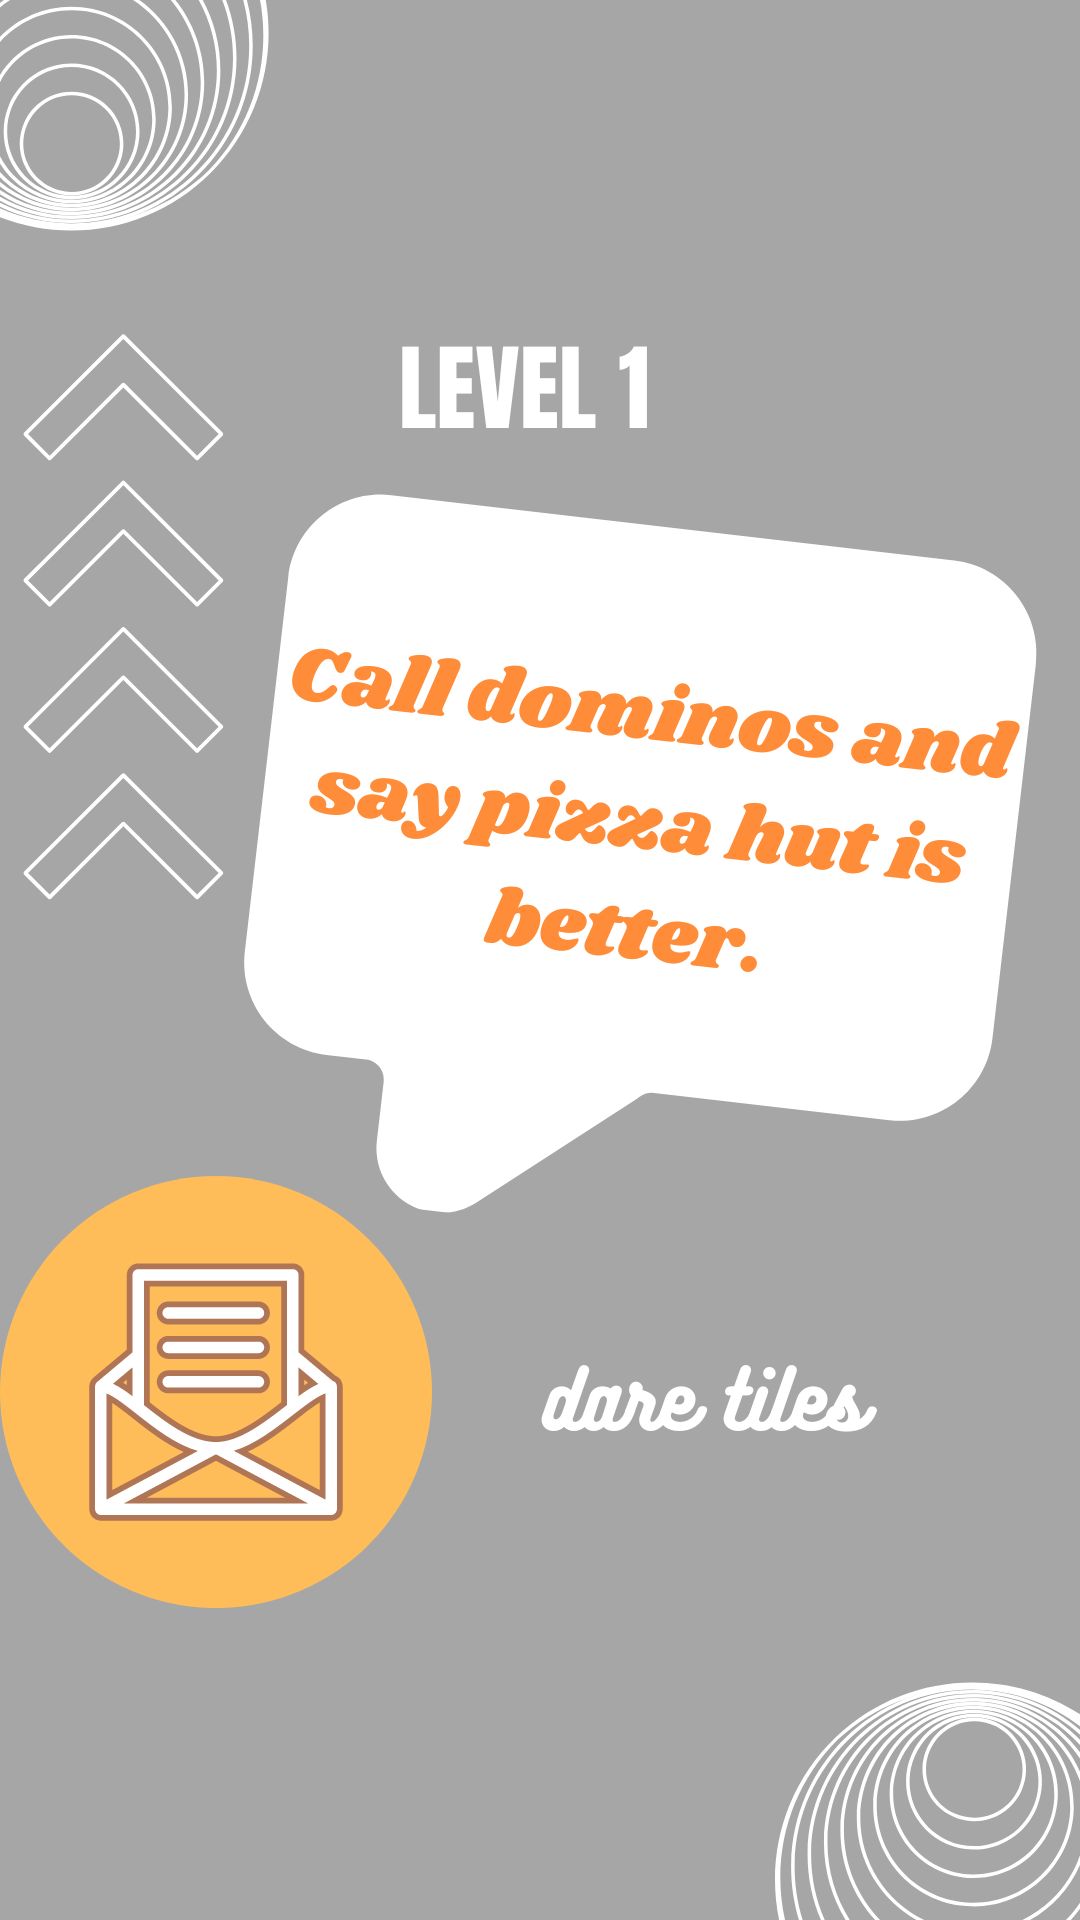 LEVEL 1
Call dominos and
say pizza hut is
better.
dare tiles